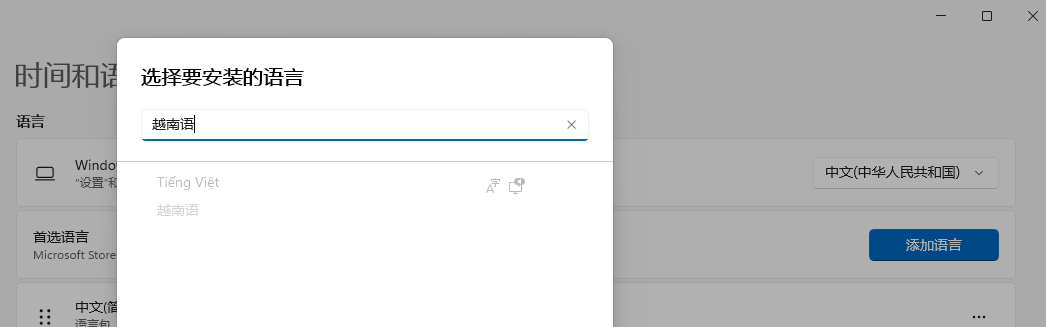 时间和语
选择要安装的语言
越南语
语言
Tiếng Việt
越南语
Windo
"设置"和
中文(中华人民共和国)
首选语言
Microsoft Store
添加语言
中文(简
语言包